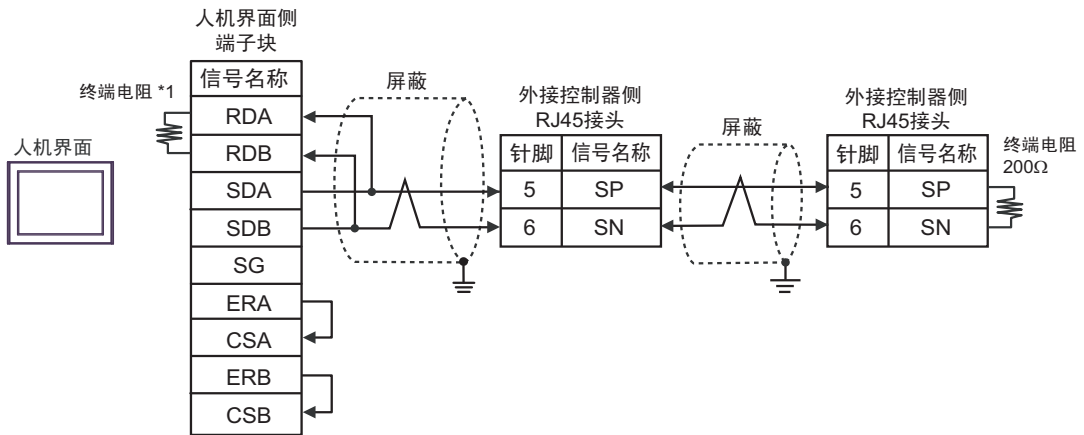 人机界面
终端电阻 *1
人机界面侧
端子块
信号名称
RDA
RDB
SDA
SDB
SG
ERA
CSA
ERB
CSB
屏蔽
外接控制器侧
RJ45接头
针脚 信号名称
5 SP
6 SN
屏蔽
外接控制器侧
RJ45接头
针脚 信号名称
5 SP
6 SN
终端电阻
200Ω